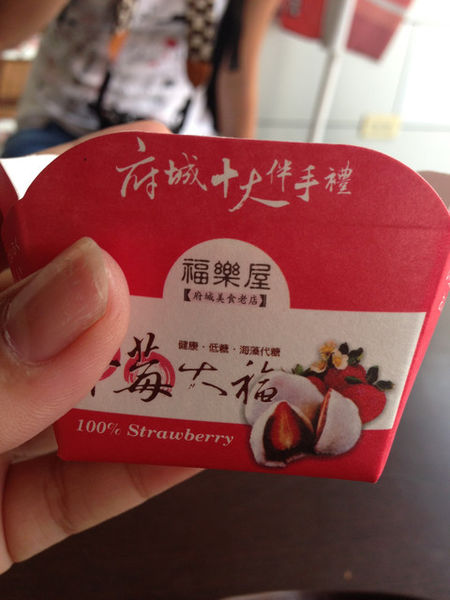 府城十大伴手禮
福樂屋
【府城美食老店】
健康·低糖·海藻代糖
莓大福
100% Strawberry